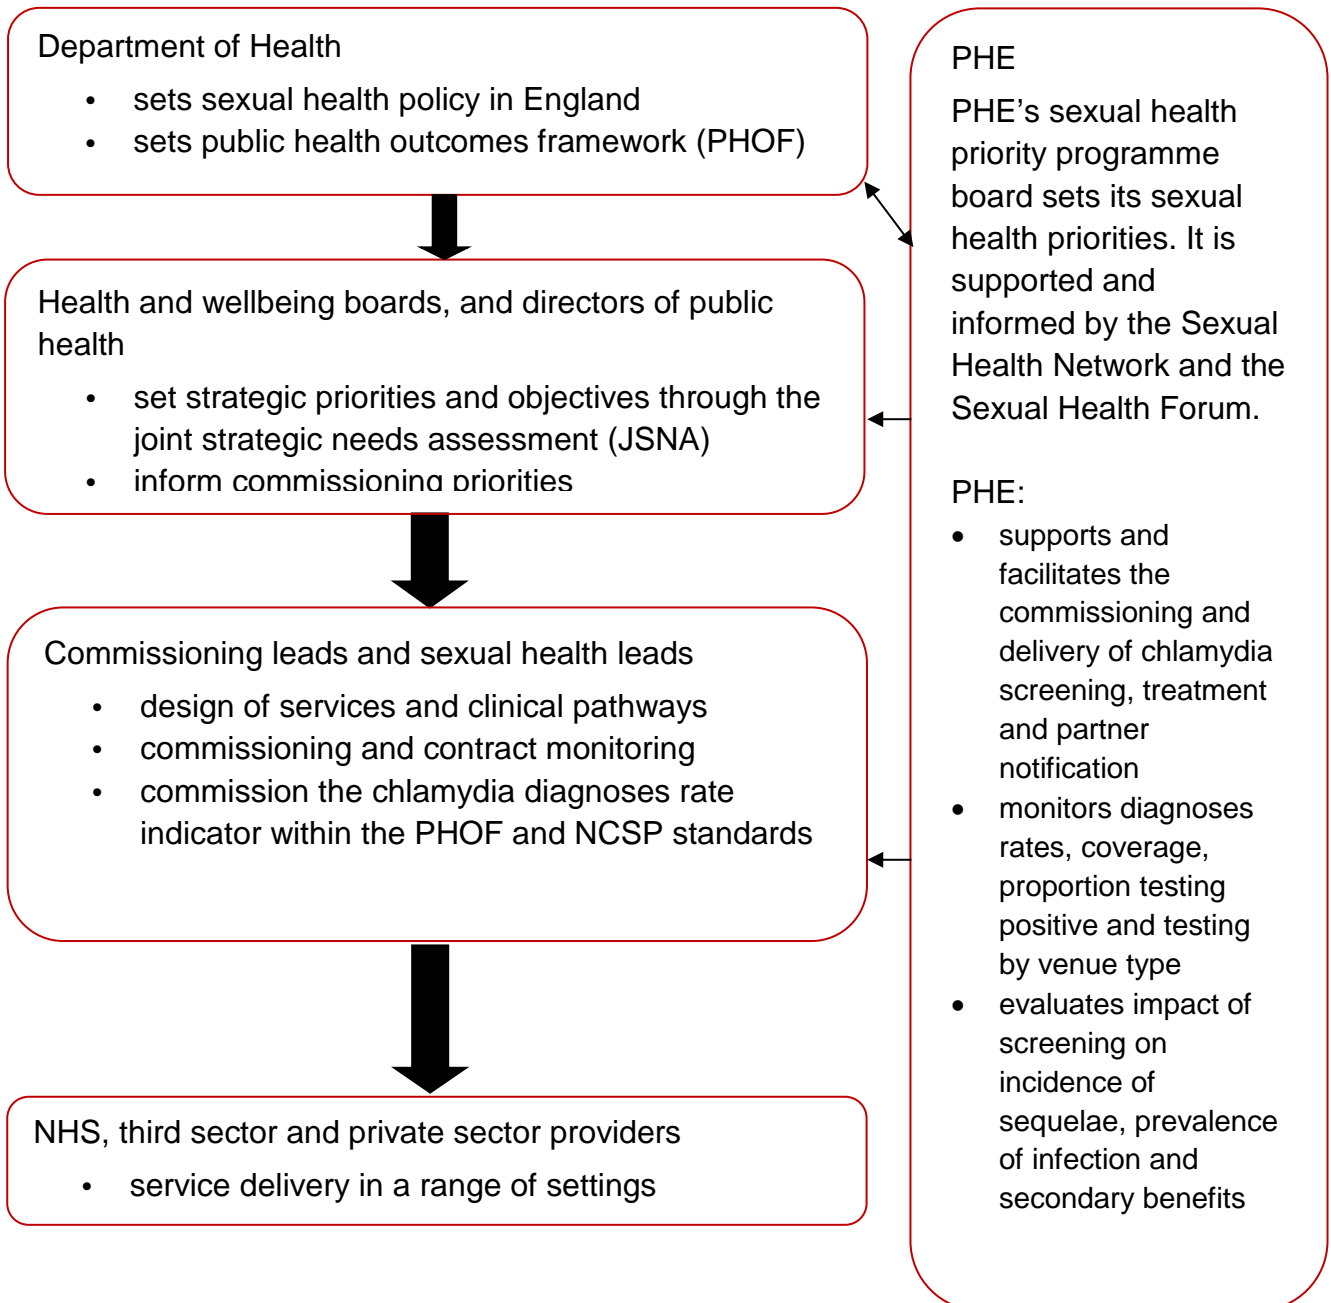 Department of Health
• sets sexual health policy in England
• sets public health outcomes framework (PHOF)
Health and wellbeing boards, and directors of public
health
• set strategic priorities and objectives through the
joint strategic needs assessment (JSNA)
• inform commissioning priorities
Commissioning leads and sexual health leads
• design of services and clinical pathways
• commissioning and contract monitoring
• commission the chlamydia diagnoses rate
indicator within the PHOF and NCSP standards
NHS, third sector and private sector providers
• service delivery in a range of settings
PHE
PHE’s sexual health
priority programme
board sets its sexual
health priorities. It is
supported and
informed by the Sexual
Health Network and the
Sexual Health Forum.
PHE:
• supports and
facilitates the
commissioning and
delivery of chlamydia
screening, treatment
and partner
notification
• monitors diagnoses
rates, coverage,
proportion testing
positive and testing
by venue type
• evaluates impact of
screening on
incidence of
sequelae, prevalence
of infection and
secondary benefits